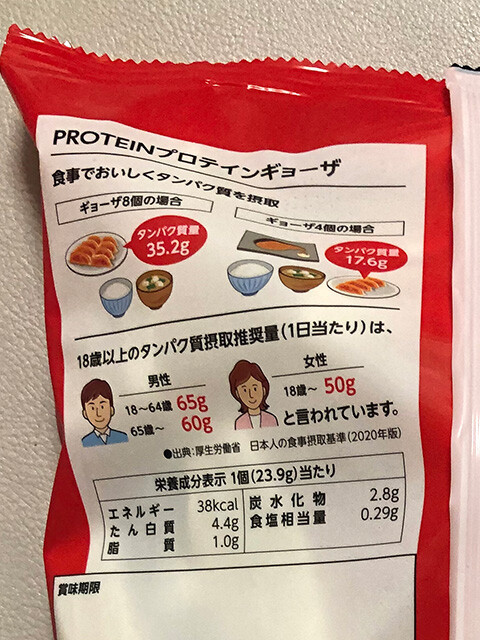 PROTEINプロテインギョーザ
食事でおいしくタンパク質を摂取
ギョーザ8個の場合
タンパク質量
35.2g
ギョーザ4個の場合
タンパク質量
17.6g
18歳以上のタンパク質摂取推奨量(1日当たり)は、
男性
18～64歳 65g
65歳～ 60g
女性
18歳～ 50g
と言われています。
●出典:厚生労働省 日本人の食事摂取基準(2020年版)
栄養成分表示 1個(23.9g)当たり
エネルギー 38kcal
たん白質 4.4g
脂質 1.0g
炭水化物 2.8g
食塩相当量 0.29g
賞味期限